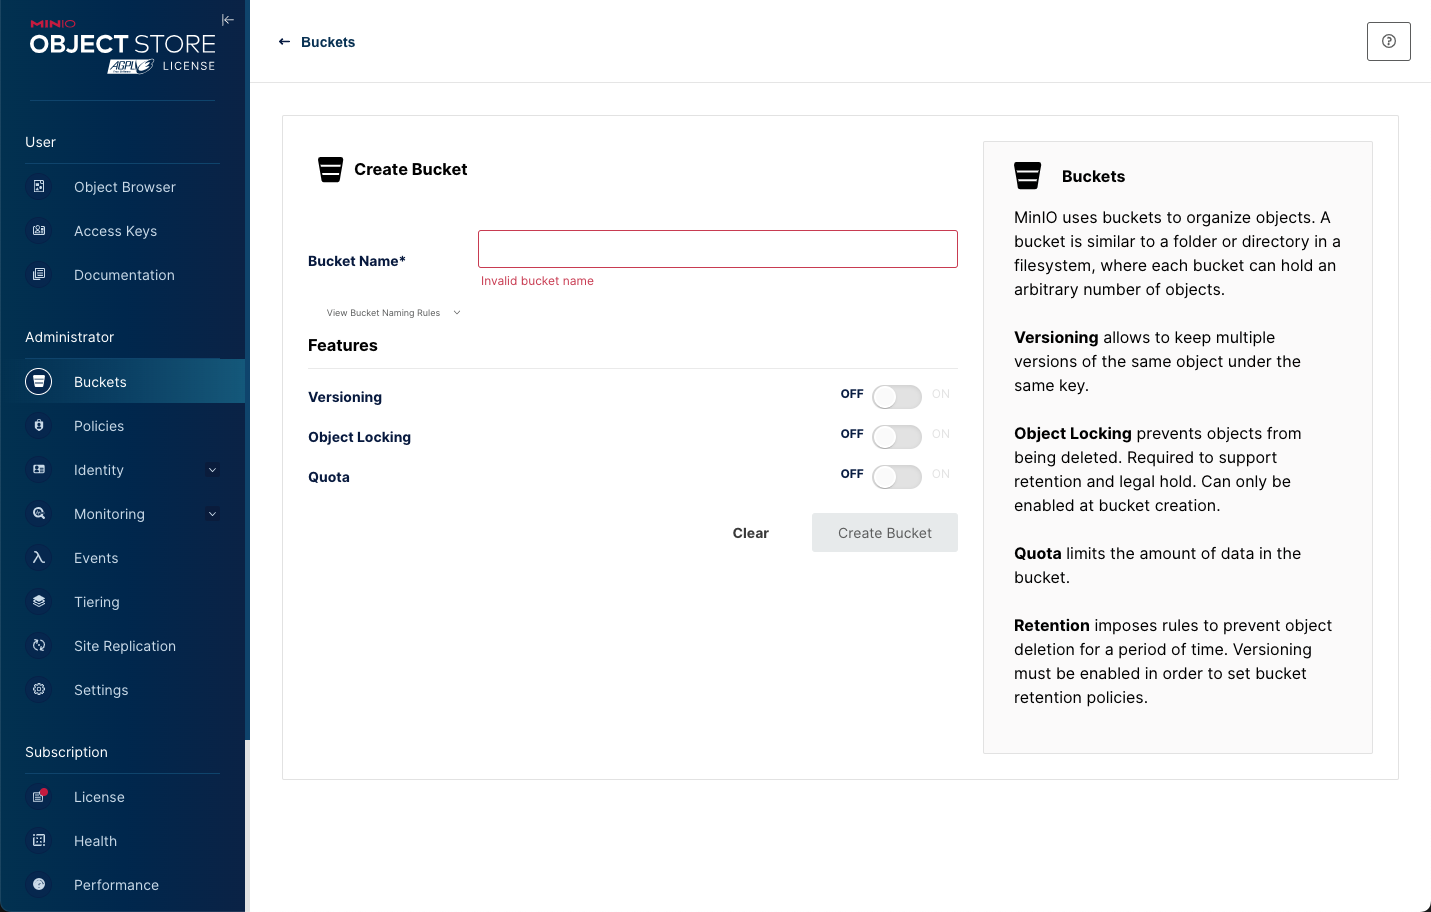 MINIO
OBJECT STORE
AGPLv3 LICENSE
User
Object Browser
Access Keys
Documentation
Administrator
Buckets
Policies
Identity
Monitoring
Events
Tiering
Site Replication
Settings
Subscription
License
Health
Performance
Buckets
Create Bucket
Bucket Name*
Invalid bucket name
View Bucket Naming Rules
Features
Versioning OFF ON
Object Locking OFF ON
Quota OFF ON
Clear Create Bucket
Buckets
MinIO uses buckets to organize objects. A
bucket is similar to a folder or directory in a
filesystem, where each bucket can hold an
arbitrary number of objects.
Versioning allows to keep multiple
versions of the same object under the
same key.
Object Locking prevents objects from
being deleted. Required to support
retention and legal hold. Can only be
enabled at bucket creation.
Quota limits the amount of data in the
bucket.
Retention imposes rules to prevent object
deletion for a period of time. Versioning
must be enabled in order to set bucket
retention policies.